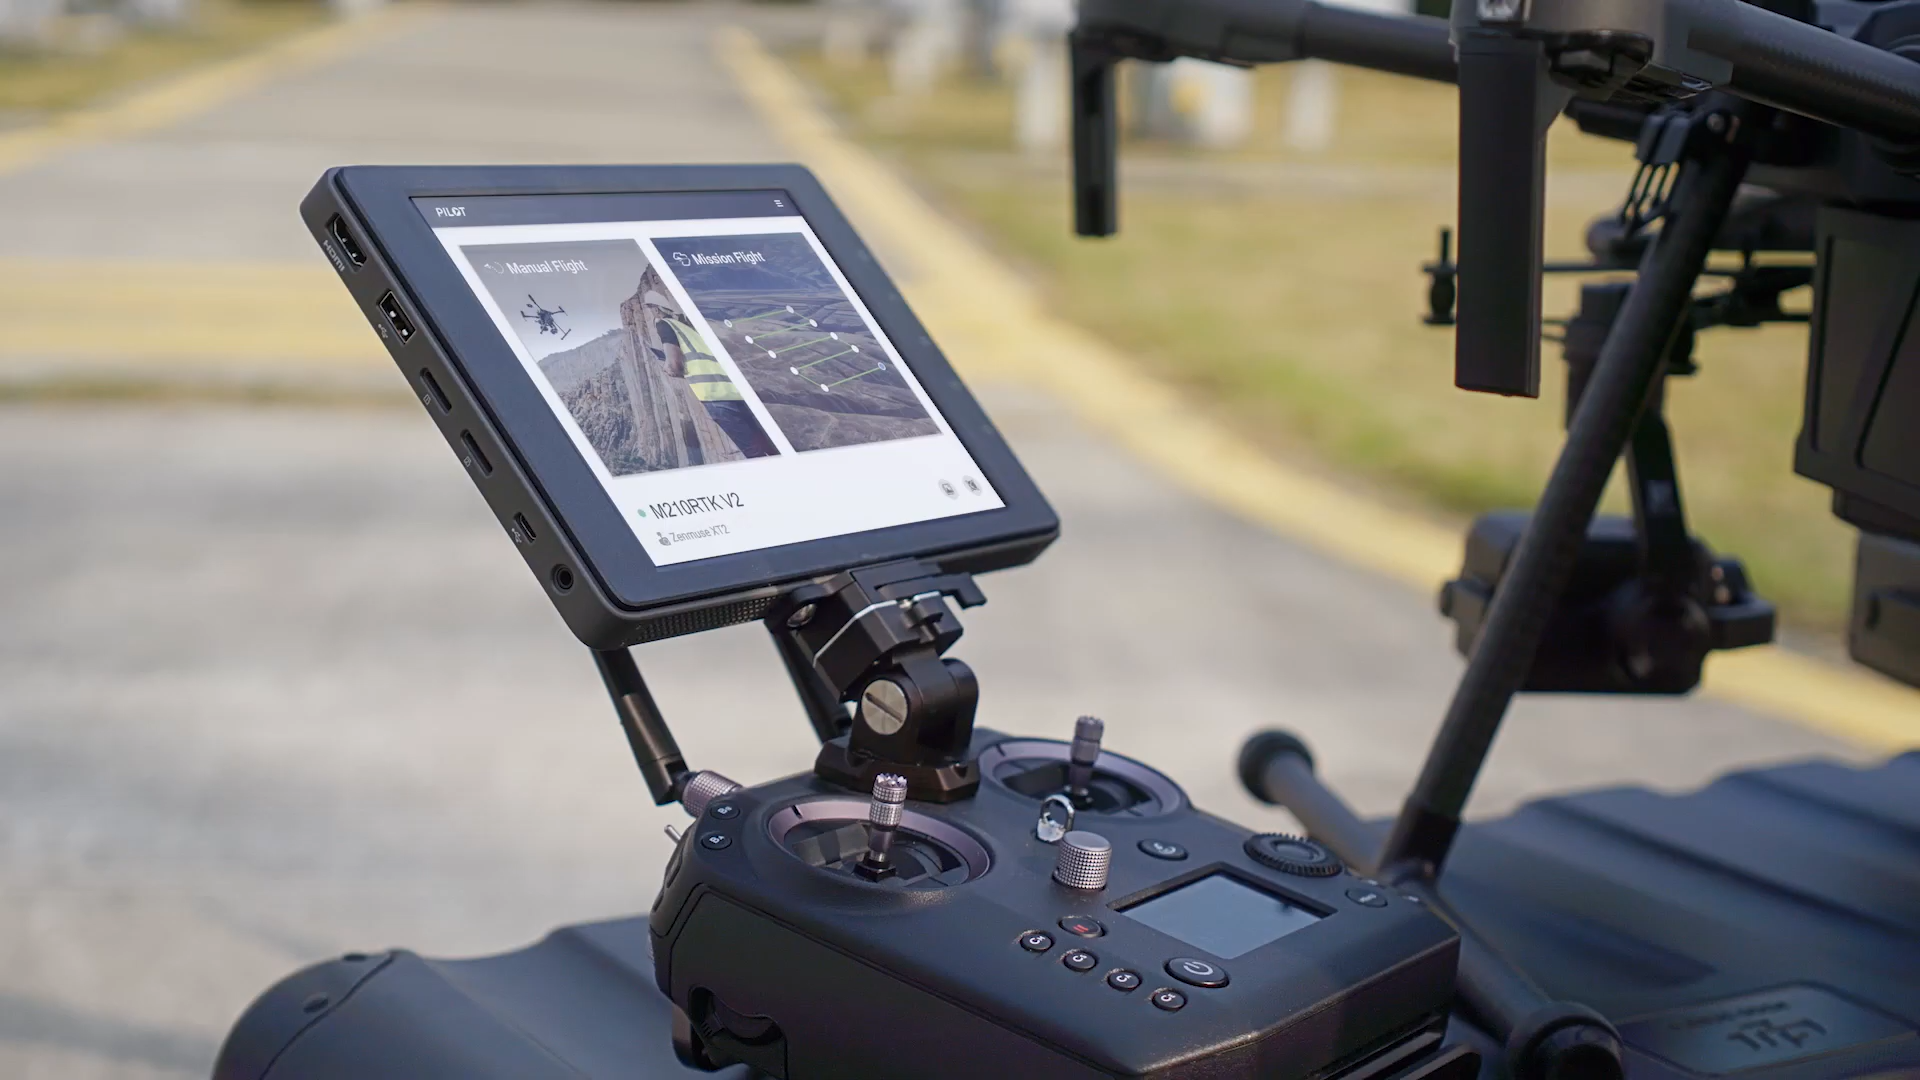 PILOT
Manual Flight
Mission Flight
M210RTK V2
Zenmuse XT2
HDMI